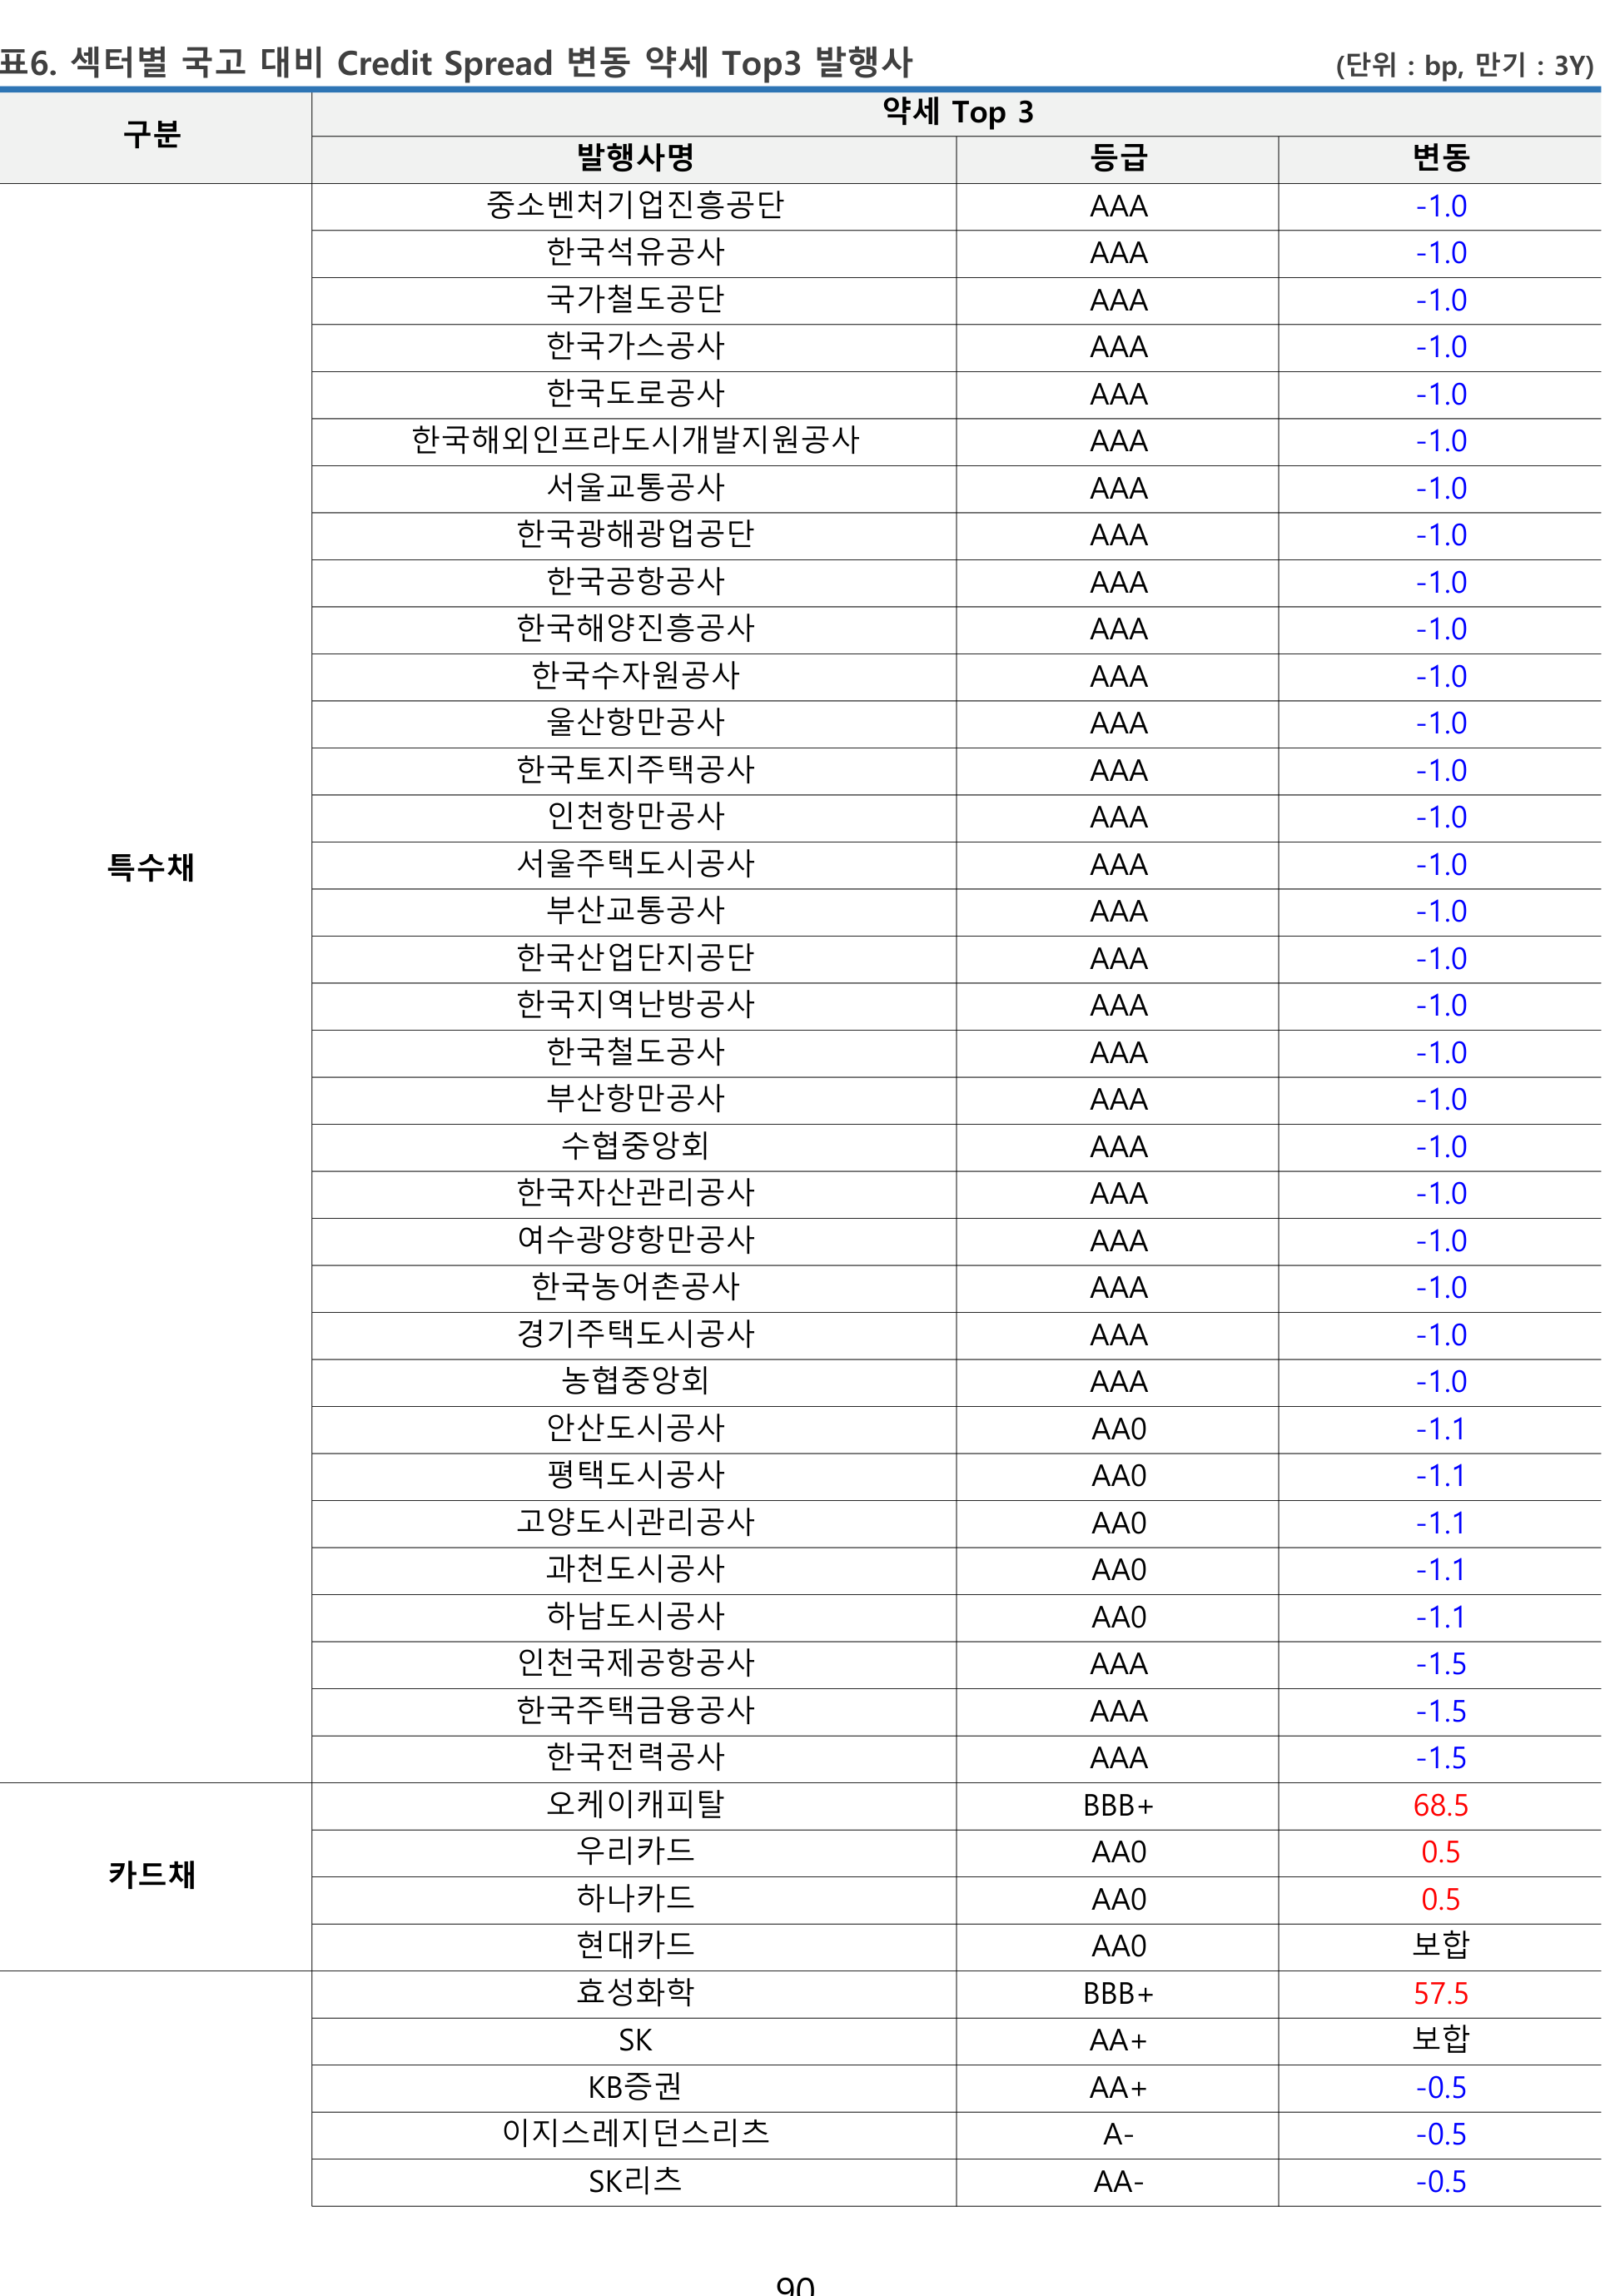 표6. 섹터별 국고 대비 Credit Spread 변동 약세 Top3 발행사 (단위 : bp, 만기 : 3Y)
구분 약세 Top 3
발행사명 등급 변동
중소벤처기업진흥공단 AAA -1.0
한국석유공사 AAA -1.0
국가철도공단 AAA -1.0
한국가스공사 AAA -1.0
한국도로공사 AAA -1.0
한국해외인프라도시개발지원공사 AAA -1.0
서울교통공사 AAA -1.0
한국광해광업공단 AAA -1.0
한국공항공사 AAA -1.0
한국해양진흥공사 AAA -1.0
한국수자원공사 AAA -1.0
울산항만공사 AAA -1.0
한국토지주택공사 AAA -1.0
인천항만공사 AAA -1.0
특수채 서울주택도시공사 AAA -1.0
부산교통공사 AAA -1.0
한국산업단지공단 AAA -1.0
한국지역난방공사 AAA -1.0
한국철도공사 AAA -1.0
부산항만공사 AAA -1.0
수협중앙회 AAA -1.0
한국자산관리공사 AAA -1.0
여수광양항만공사 AAA -1.0
한국농어촌공사 AAA -1.0
경기주택도시공사 AAA -1.0
농협중앙회 AAA -1.0
안산도시공사 AA0 -1.1
평택도시공사 AA0 -1.1
고양도시관리공사 AA0 -1.1
과천도시공사 AA0 -1.1
하남도시공사 AA0 -1.1
인천국제공항공사 AAA -1.5
한국주택금융공사 AAA -1.5
한국전력공사 AAA -1.5
오케이캐피탈 BBB+ 68.5
우리카드 AA0 0.5
카드채 하나카드 AA0 0.5
현대카드 AA0 보합
효성화학 BBB+ 57.5
SK AA+ 보합
KB증권 AA+ -0.5
이지스레지던스리츠 A- -0.5
SK리츠 AA- -0.5
90